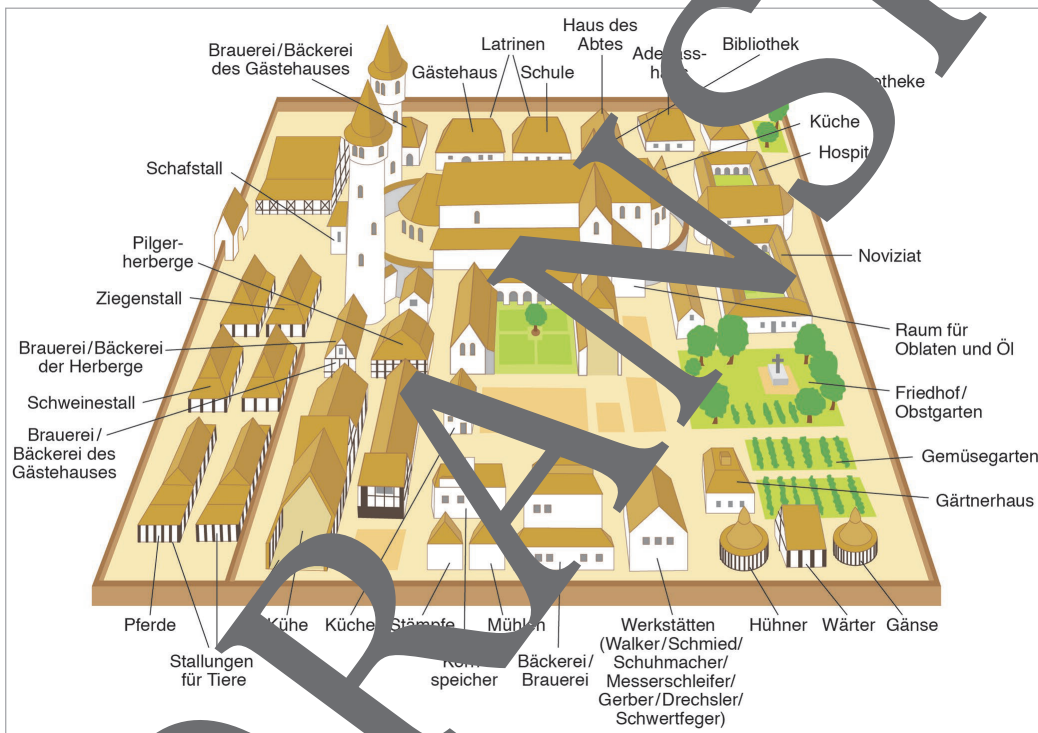 Haus des
Abtes
Brauerei/Bäckerei
des Gästehauses
Latrinen
Bibliothek
Gästehaus
Schule
Küche
Schafstall
Pilger-
herberge
Noviziat
Ziegenstall
Raum für
Oblaten und Öl
Brauerei/Bäckerei
der Herberge
Schweinestall
Friedhof/
Obstgarten
Brauerei/
Bäckerei des
Gästehauses
Gemüsegarten
Gärtnerhaus
Pferde
Kühe
Küche
Stämpfe
Mühlen
Werkstätten
(Walker/Schmied/
Schuhmacher/
Messerschleifer/
Gerber/Drechsler/
Schwertfeger)
Hühner
Wärter
Gänse
Stallungen
für Tiere
speicher
Bäckerei/
Brauerei